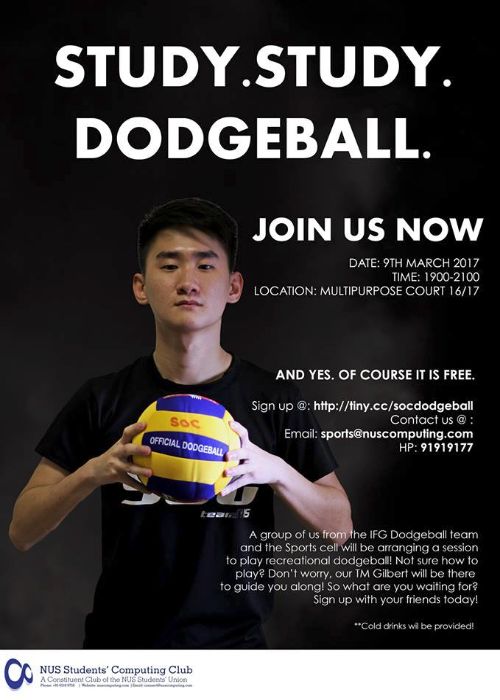 STUDY.STUDY.
DODGEBALL.
JOIN US NOW
DATE: 9TH MARCH 2017
TIME: 1900-2100
LOCATION: MULTIPURPOSE COURT 16/17
AND YES. OF COURSE IT IS FREE.
Sign up @: http://tiny.cc/socdodgeball
Contact us @ :
Email: sports@nuscomputing.com
HP: 91919177
SOC
OFFICIAL DODGEBALL
A group of us from the IFG Dodgeball team
and the Sports cell will be arranging a session
to play recreational dodgeball! Not sure how to
play? Don't worry, our TM Gilbert will be there
to guide you along! So what are you waiting for?
Sign up with your friends today!
**Cold drinks wil be provided!
NUS Students' Computing Club
A Constituent Club of the NUS Students' Union